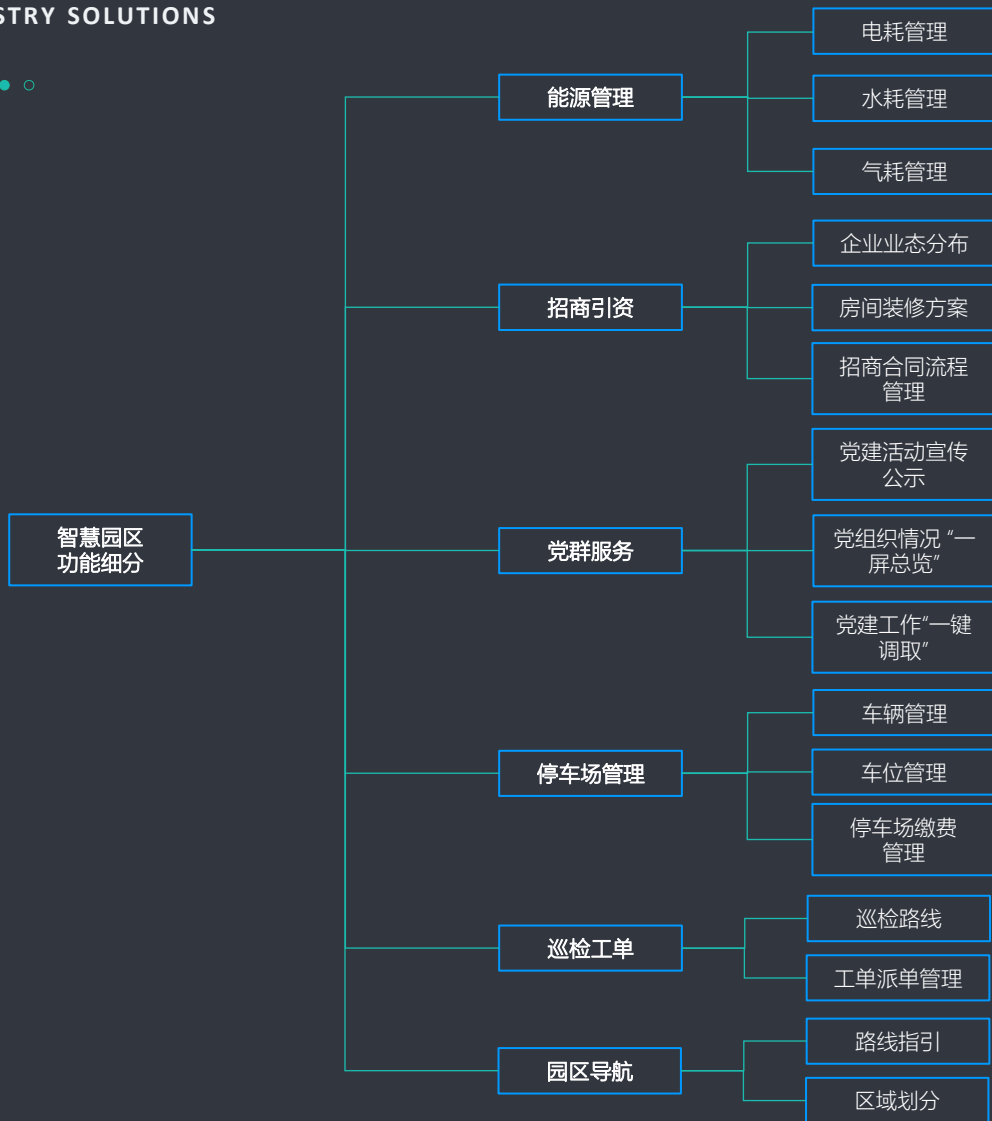 STRY SOLUTIONS
智慧园区
功能细分
能源管理
电耗管理
水耗管理
气耗管理
招商引资
企业业态分布
房间装修方案
招商合同流程
管理
党群服务
党建活动宣传
公示
党组织情况 “一
屏总览”
党建工作“一键
调取”
停车场管理
车辆管理
车位管理
停车场缴费
管理
巡检工单
巡检路线
工单派单管理
园区导航
路线指引
区域划分